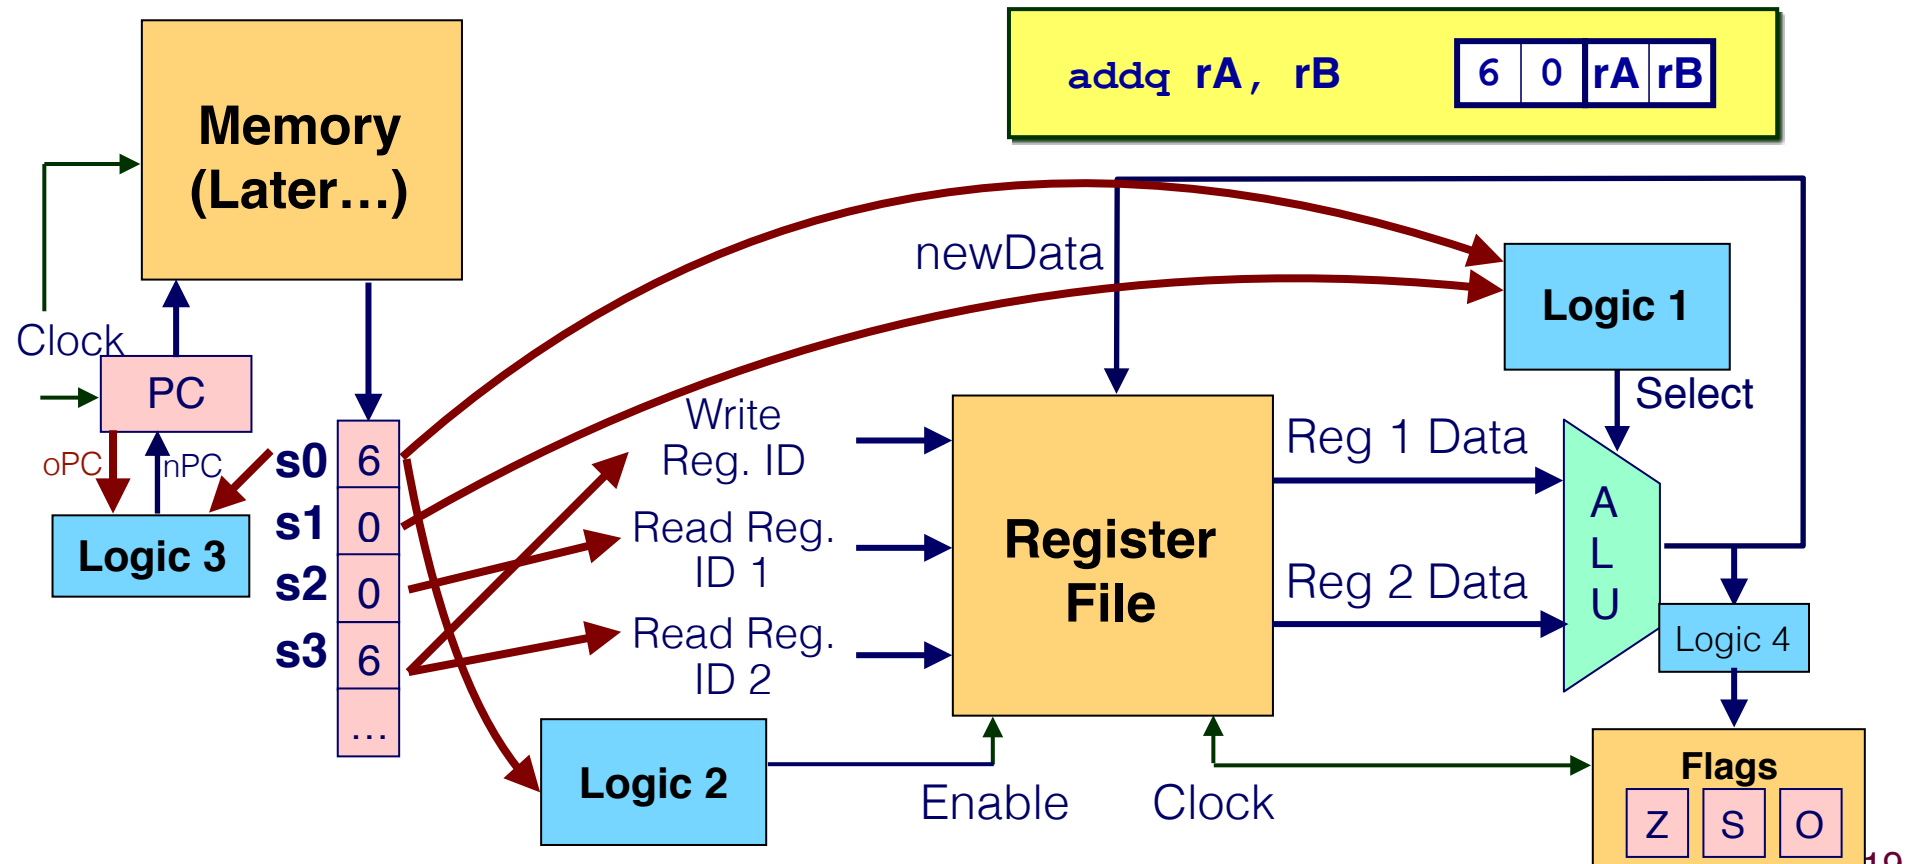 addq rA, rB
6 0 rA rB
Memory
(Later…)
newData
Logic 1
Clock
PC
Select
oPC
nPC
Write
Reg. ID
Reg 1 Data
s0 6
s1 0
s2 0
s3 6
…
Logic 3
Read Reg.
ID 1
Read Reg.
ID 2
Register
File
Reg 2 Data
A
L
U
Logic 4
Logic 2
Enable
Clock
Flags
Z S O
19